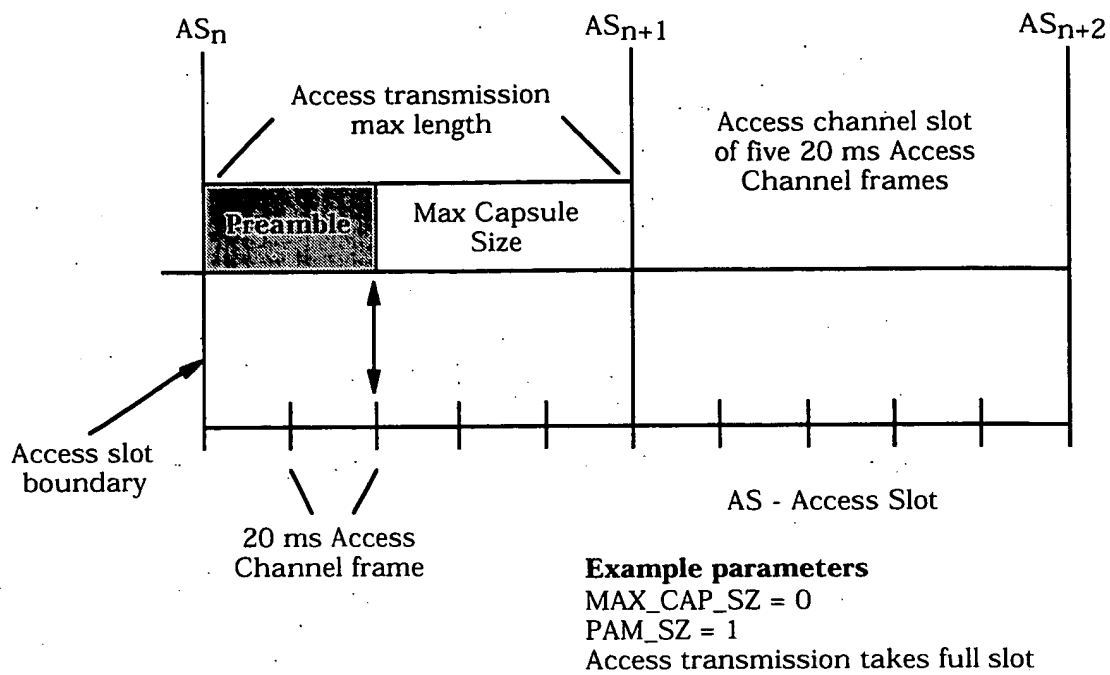 ASn
ASn+1
ASn+2
Access transmission
max length
Access channel slot
of five 20 ms Access
Channel frames
Preamble
Max Capsule
Size
Access slot
boundary
20 ms Access
Channel frame
AS - Access Slot
Example parameters
MAX_CAP_SZ = 0
PAM_SZ = 1
Access transmission takes full slot